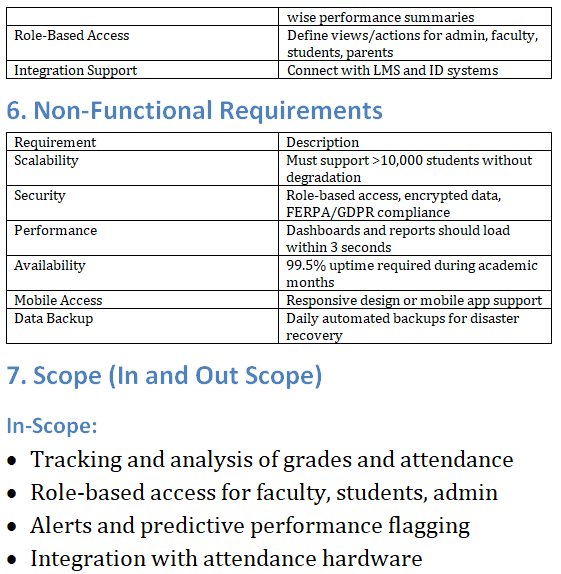 wise performance summaries
Role-Based Access Define views/actions for admin, faculty,
students, parents
Integration Support Connect with LMS and ID systems
6. Non-Functional Requirements
Requirement Description
Scalability Must support >10,000 students without
degradation
Security Role-based access, encrypted data,
FERPA/GDPR compliance
Performance Dashboards and reports should load
within 3 seconds
Availability 99.5% uptime required during academic
months
Mobile Access Responsive design or mobile app support
Data Backup Daily automated backups for disaster
recovery
7. Scope (In and Out Scope)
In-Scope:
• Tracking and analysis of grades and attendance
• Role-based access for faculty, students, admin
• Alerts and predictive performance flagging
• Integration with attendance hardware